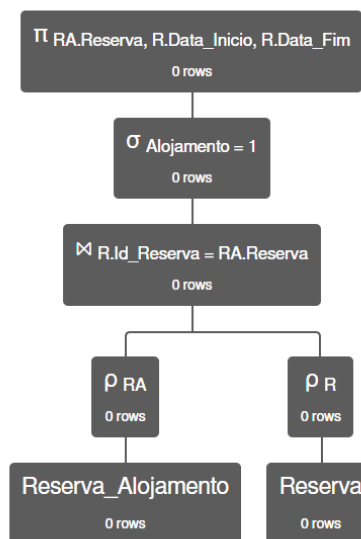 π RA.Reserva, R.Data_Inicio, R.Data_Fim
0 rows
σ Alojamento = 1
0 rows
⋈ R.Id_Reserva = RA.Reserva
0 rows
ρ RA
0 rows
ρ R
0 rows
Reserva_Alojamento
0 rows
Reserva
0 rows